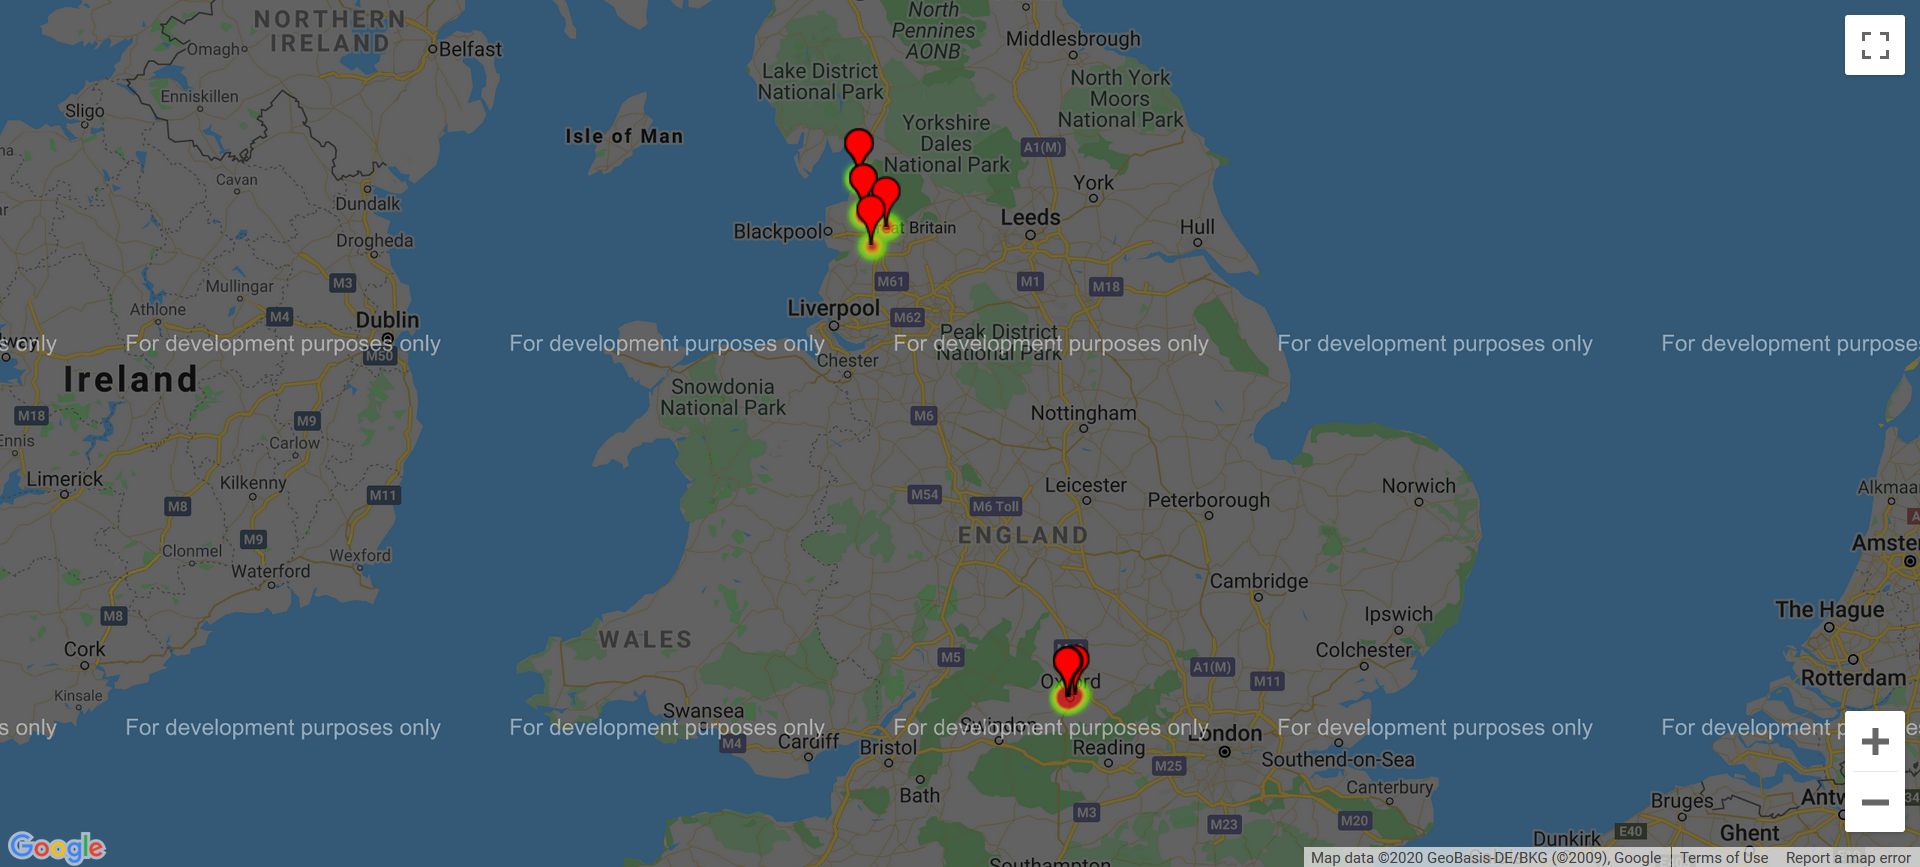 NORTHERN
IRELAND
Omagh
Belfast
Enniskillen
Sligo
Cavan
Dundalk
Drogheda
Mullingar
M3
Athlone
M4
Dublin
M50
Ireland
M18
Ennis
M9
Carlow
Limerick
Kilkenny
M8
M11
M9
Clonmel
Wexford
Waterford
M8
Cork
Kinsale
Isle of Man
North
Pennines
AONB
Middlesbrough
Lake District
National Park
North York
Moors
National Park
Yorkshire
Dales
National Park
A1(M)
York
Leeds
Hull
Blackpool
Britain
M61
M1
M18
Liverpool
M62
Peak District
National Park
Chester
Snowdonia
National Park
M6
Nottingham
Leicester
M54
M6 Toll
Peterborough
Norwich
ENGLAND
Cambridge
Ipswich
WALES
M5
Colchester
A1(M)
M11
Swansea
M4
Cardiff
Bristol
Swindon
Reading
London
M25
Southend-on-Sea
Bath
Canterbury
M3
M23
M20
Southampton
Alkmaa
A
Amster
The Hague
Rotterdam
Bruges
Antw
34
E40
Ghent
Dunkirk
s only
For development purposes only
For development purposes only
For development purposes only
For development purposes only
For development purposes
s only
For development purposes only
For development purposes only
For development purposes only
For development purposes only
For development p
Google
Map data ©2020 GeoBasis-DE/BKG (©2009), Google
Terms of Use
Report a map error